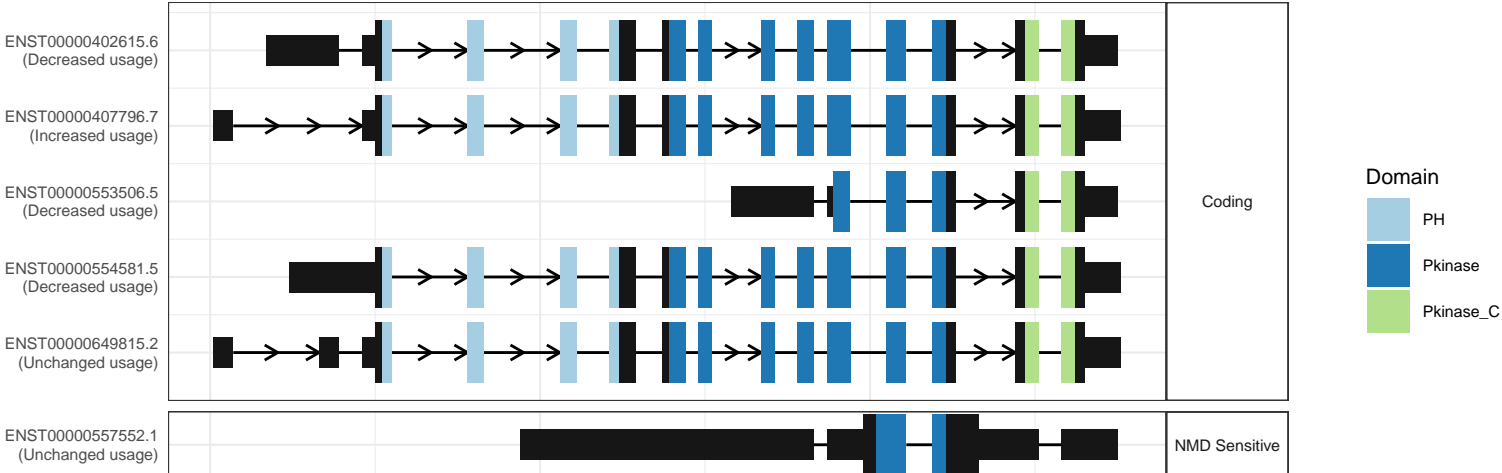 ENST00000402615.6
(Decreased usage)
ENST00000407796.7
(Increased usage)
ENST00000553506.5
(Decreased usage)
ENST00000554581.5
(Decreased usage)
ENST00000649815.2
(Unchanged usage)
Coding
ENST00000557552.1
(Unchanged usage)
NMD Sensitive
Domain
PH
Pkinase
Pkinase_C